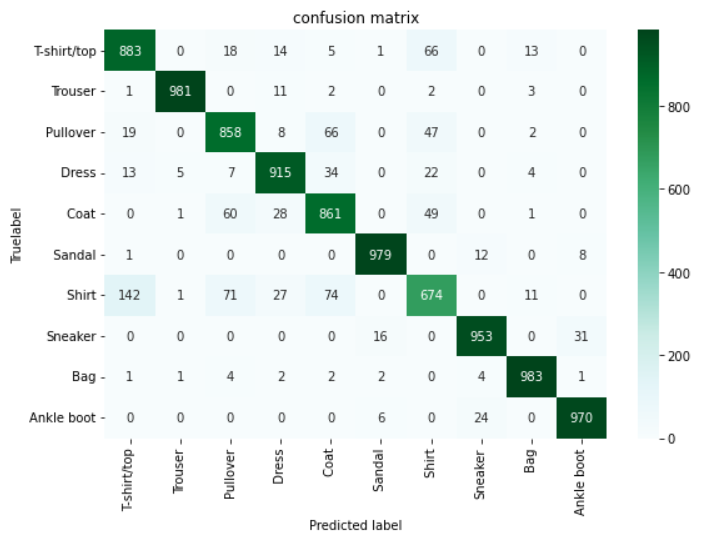 confusion matrix
T-shirt/top 883 0 18 14 5 1 66 0 13 0
Trouser 1 981 0 11 2 0 2 0 3 0
Pullover 19 0 858 8 66 0 47 0 2 0
Dress 13 5 7 915 34 0 22 0 4 0
Coat 0 1 60 28 861 0 49 0 1 0
Sandal 1 0 0 0 0 979 0 12 0 8
Shirt 142 1 71 27 74 0 674 0 11 0
Sneaker 0 0 0 0 0 16 0 953 0 31
Bag 1 1 4 2 2 2 0 4 983 1
Ankle boot 0 0 0 0 0 6 0 24 0 970
T-shirt/top Trouser Pullover Dress Coat Sandal Shirt Sneaker Bag Ankle boot
Predicted label
Truelabel
800
600
400
200
0